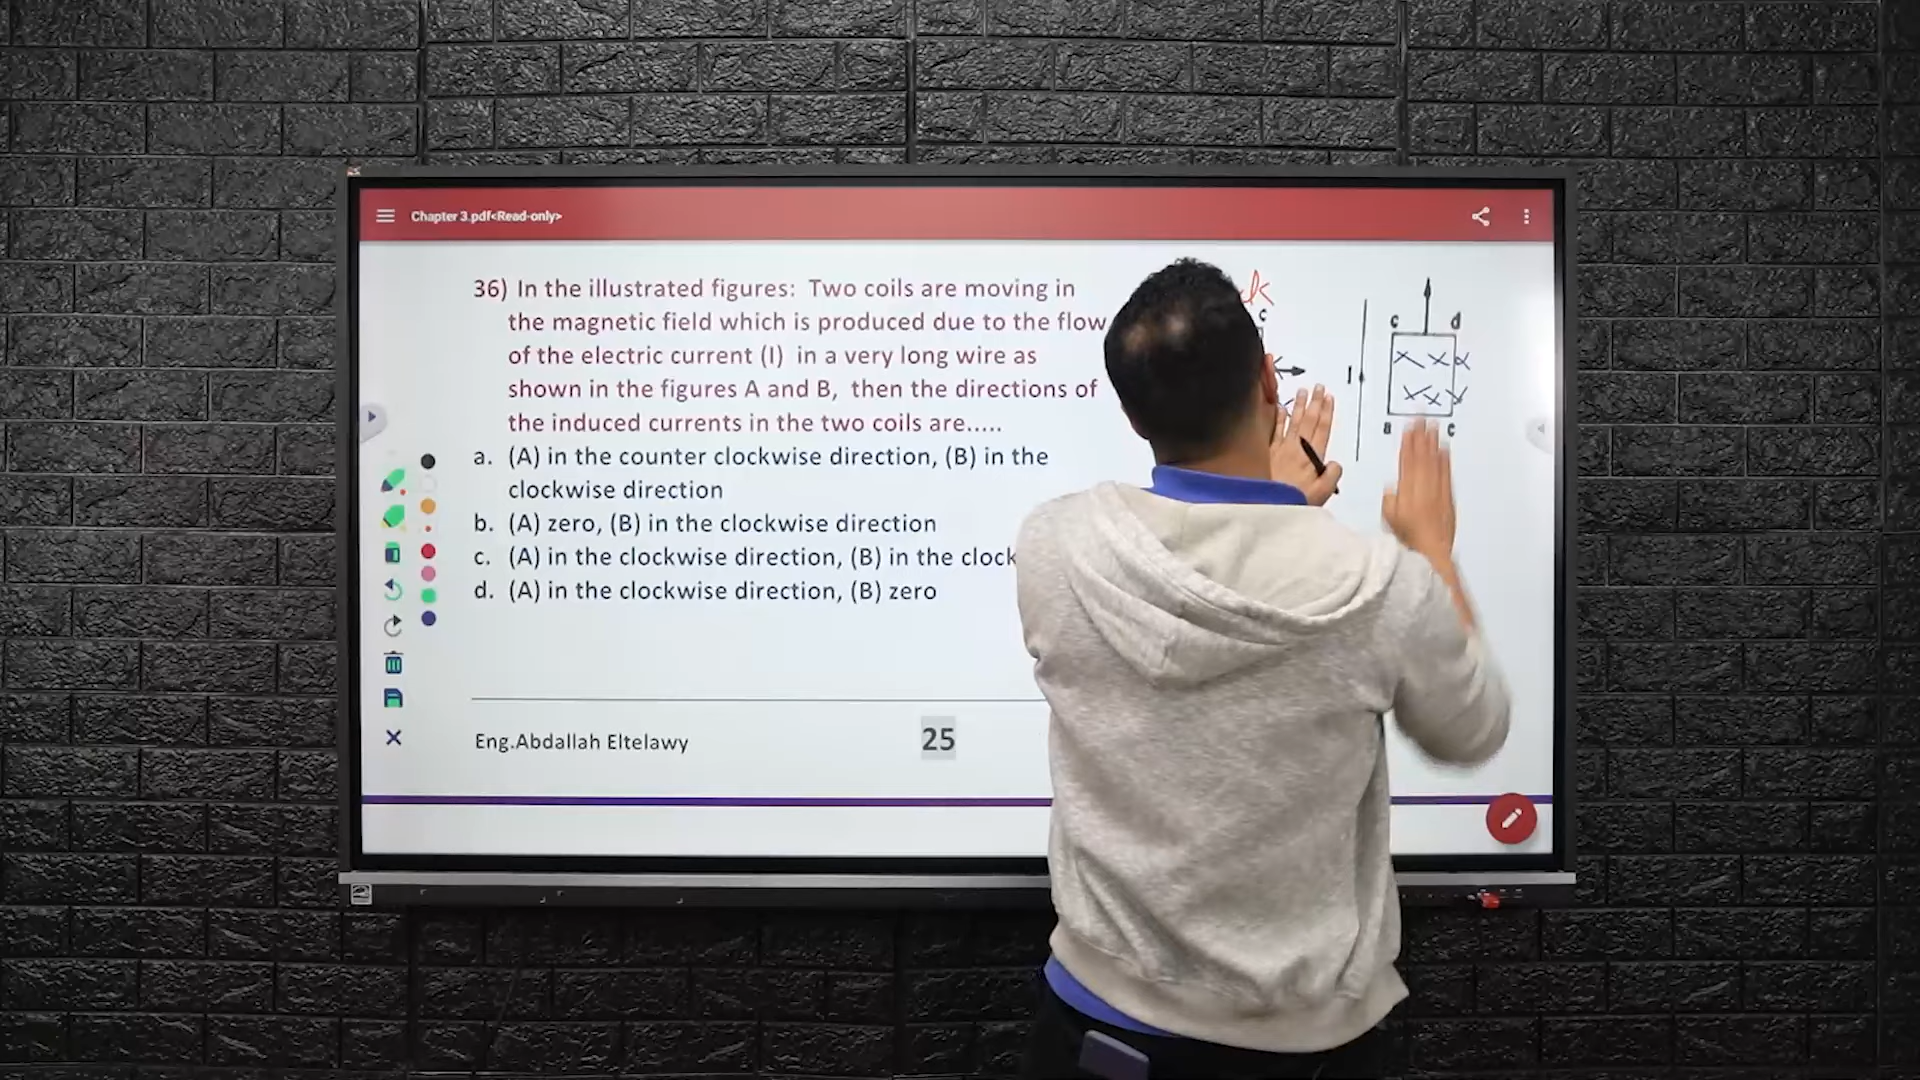 Chapter 3.pdf<Read-only>
36) In the illustrated figures: Two coils are moving in
the magnetic field which is produced due to the flow
of the electric current (I) in a very long wire as
shown in the figures A and B, then the directions of
the induced currents in the two coils are.....
a. (A) in the counter clockwise direction, (B) in the
clockwise direction
b. (A) zero, (B) in the clockwise direction
c. (A) in the clockwise direction, (B) in the clock
d. (A) in the clockwise direction, (B) zero
c
c d
I
a c
Eng.Abdallah Eltelawy
25